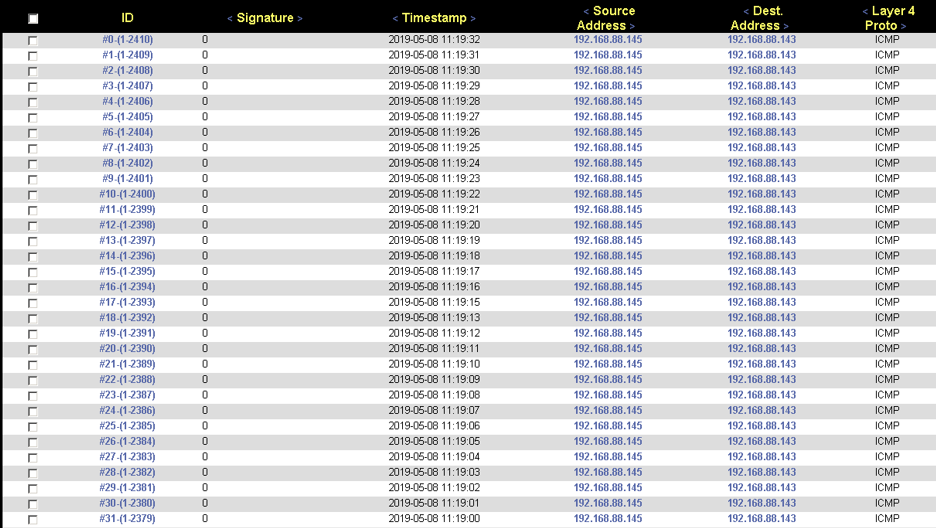 ID < Signature > < Timestamp > < Source Address > < Dest. Address > < Layer 4 Proto >
#0-(1-2410) 0 2019-05-08 11:19:32 192.168.88.145 192.168.88.143 ICMP
#1-(1-2409) 0 2019-05-08 11:19:31 192.168.88.145 192.168.88.143 ICMP
#2-(1-2408) 0 2019-05-08 11:19:30 192.168.88.145 192.168.88.143 ICMP
#3-(1-2407) 0 2019-05-08 11:19:29 192.168.88.145 192.168.88.143 ICMP
#4-(1-2406) 0 2019-05-08 11:19:28 192.168.88.145 192.168.88.143 ICMP
#5-(1-2405) 0 2019-05-08 11:19:27 192.168.88.145 192.168.88.143 ICMP
#6-(1-2404) 0 2019-05-08 11:19:26 192.168.88.145 192.168.88.143 ICMP
#7-(1-2403) 0 2019-05-08 11:19:25 192.168.88.145 192.168.88.143 ICMP
#8-(1-2402) 0 2019-05-08 11:19:24 192.168.88.145 192.168.88.143 ICMP
#9-(1-2401) 0 2019-05-08 11:19:23 192.168.88.145 192.168.88.143 ICMP
#10-(1-2400) 0 2019-05-08 11:19:22 192.168.88.145 192.168.88.143 ICMP
#11-(1-2399) 0 2019-05-08 11:19:21 192.168.88.145 192.168.88.143 ICMP
#12-(1-2398) 0 2019-05-08 11:19:20 192.168.88.145 192.168.88.143 ICMP
#13-(1-2397) 0 2019-05-08 11:19:19 192.168.88.145 192.168.88.143 ICMP
#14-(1-2396) 0 2019-05-08 11:19:18 192.168.88.145 192.168.88.143 ICMP
#15-(1-2395) 0 2019-05-08 11:19:17 192.168.88.145 192.168.88.143 ICMP
#16-(1-2394) 0 2019-05-08 11:19:16 192.168.88.145 192.168.88.143 ICMP
#17-(1-2393) 0 2019-05-08 11:19:15 192.168.88.145 192.168.88.143 ICMP
#18-(1-2392) 0 2019-05-08 11:19:13 192.168.88.145 192.168.88.143 ICMP
#19-(1-2391) 0 2019-05-08 11:19:12 192.168.88.145 192.168.88.143 ICMP
#20-(1-2390) 0 2019-05-08 11:19:11 192.168.88.145 192.168.88.143 ICMP
#21-(1-2389) 0 2019-05-08 11:19:10 192.168.88.145 192.168.88.143 ICMP
#22-(1-2388) 0 2019-05-08 11:19:09 192.168.88.145 192.168.88.143 ICMP
#23-(1-2387) 0 2019-05-08 11:19:08 192.168.88.145 192.168.88.143 ICMP
#24-(1-2386) 0 2019-05-08 11:19:07 192.168.88.145 192.168.88.143 ICMP
#25-(1-2385) 0 2019-05-08 11:19:06 192.168.88.145 192.168.88.143 ICMP
#26-(1-2384) 0 2019-05-08 11:19:05 192.168.88.145 192.168.88.143 ICMP
#27-(1-2383) 0 2019-05-08 11:19:04 192.168.88.145 192.168.88.143 ICMP
#28-(1-2382) 0 2019-05-08 11:19:03 192.168.88.145 192.168.88.143 ICMP
#29-(1-2381) 0 2019-05-08 11:19:02 192.168.88.145 192.168.88.143 ICMP
#30-(1-2380) 0 2019-05-08 11:19:01 192.168.88.145 192.168.88.143 ICMP
#31-(1-2379) 0 2019-05-08 11:19:00 192.168.88.145 192.168.88.143 ICMP